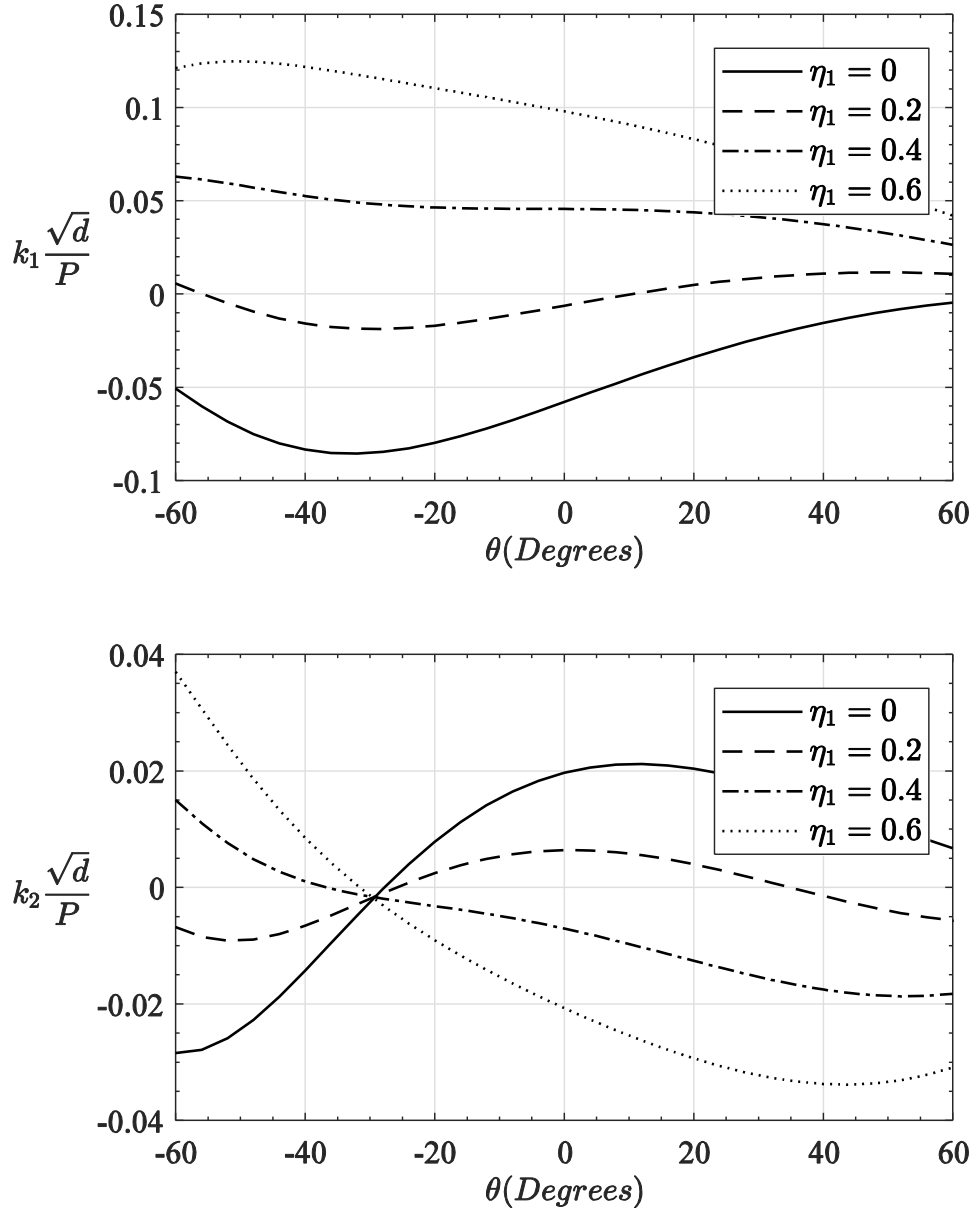 0.15
0.1
0.05
0
-0.05
-0.1
k₁ √d / P
η₁ = 0
η₁ = 0.2
η₁ = 0.4
η₁ = 0.6
-60 -40 -20 0 20 40 60
θ(Degrees)
0.04
0.02
0
-0.02
-0.04
k₂ √d / P
η₁ = 0
η₁ = 0.2
η₁ = 0.4
η₁ = 0.6
-60 -40 -20 0 20 40 60
θ(Degrees)